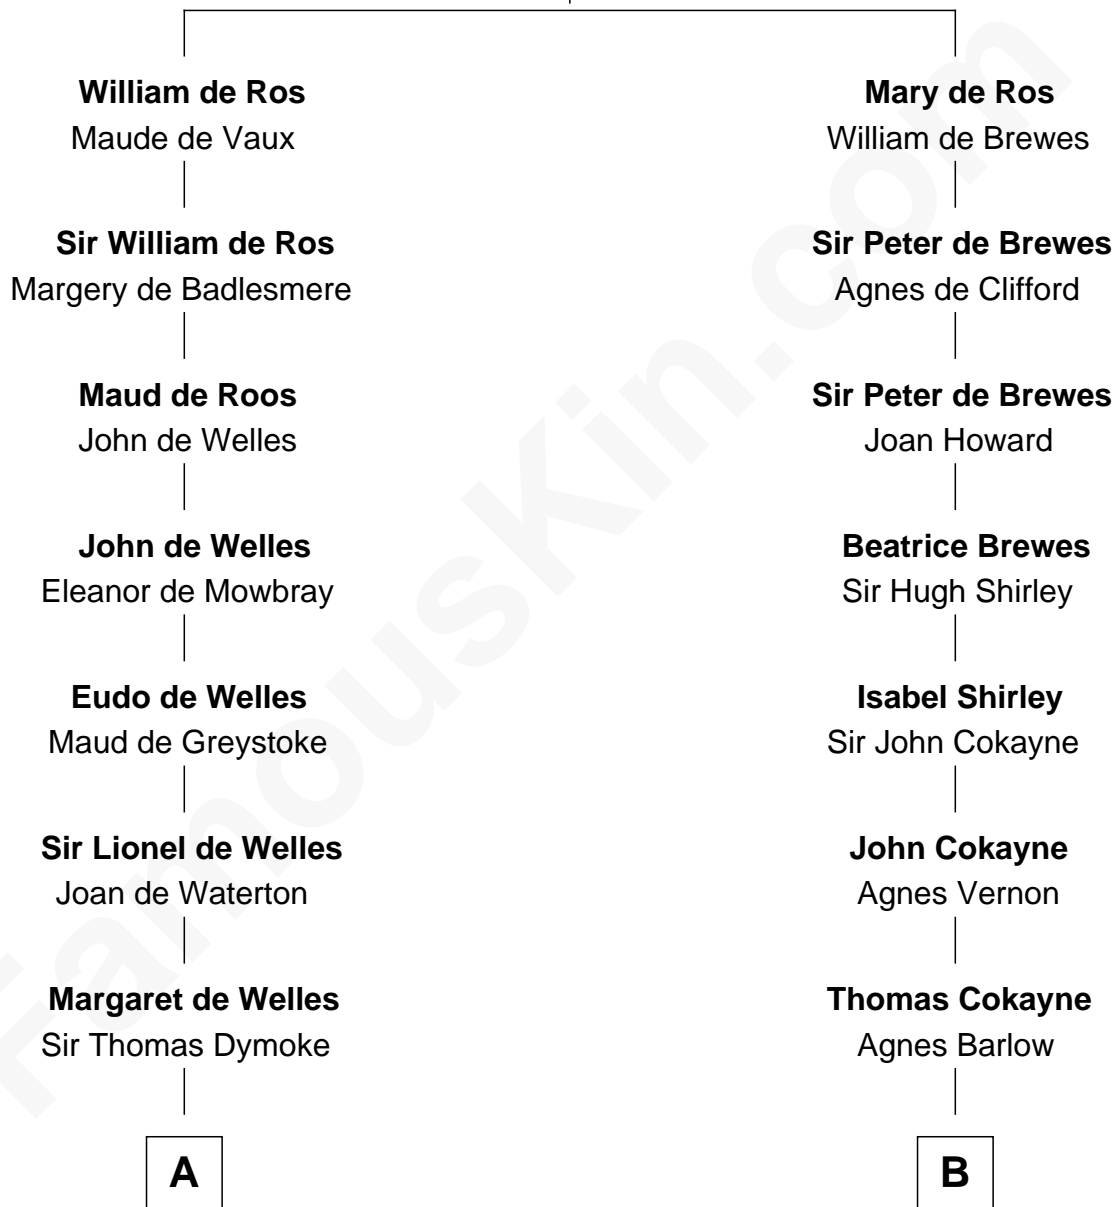 William de Ros
Maude de Vaux
Mary de Ros
William de Brewes
Sir William de Ros
Margery de Badlesmere
Sir Peter de Brewes
Agnes de Clifford
Maud de Roos
John de Welles
Sir Peter de Brewes
Joan Howard
John de Welles
Eleanor de Mowbray
Beatrice Brewes
Sir Hugh Shirley
Eudo de Welles
Maud de Greystoke
Isabel Shirley
Sir John Cokayne
Sir Lionel de Welles
Joan de Waterton
John Cokayne
Agnes Vernon
Margaret de Welles
Sir Thomas Dymoke
Thomas Cokayne
Agnes Barlow
A
B
FamousKin.com